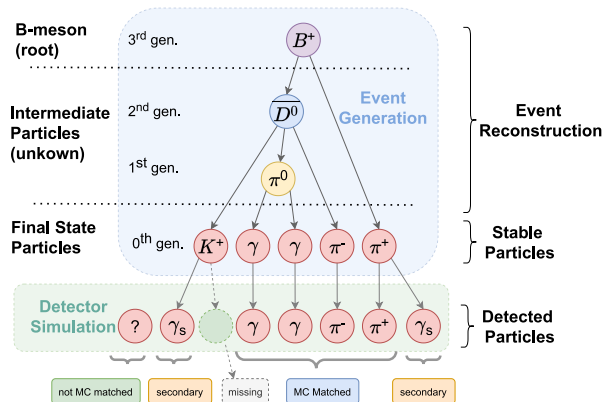 B-meson
(root)
3rd gen.
B+
Event
Generation
Intermediate
Particles
(unkown)
2nd gen.
D̅⁰
1st gen.
π⁰
Event
Reconstruction
Final State
Particles
0th gen.
K+
γ
γ
π-
π+
Stable
Particles
Detector
Simulation
?
γs
γ
γ
π-
π+
γs
Detected
Particles
not MC matched
secondary
missing
MC Matched
secondary